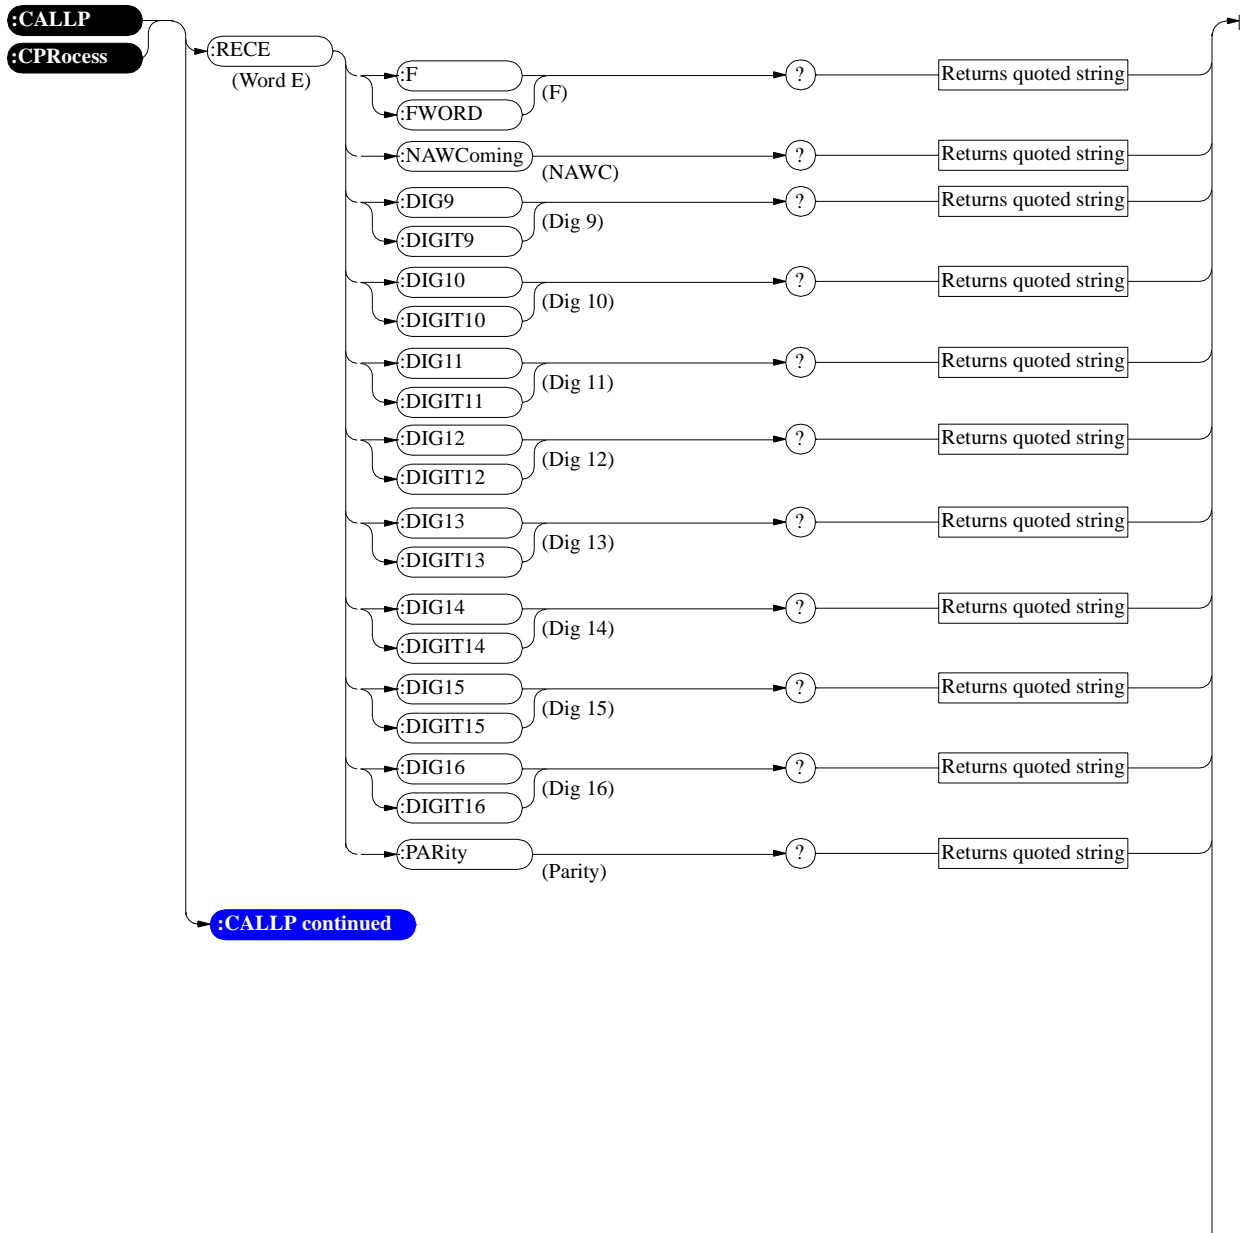 :CALLP
:CPRocess
:RECE
(Word E)
:F
:FWORD
(F)
?
Returns quoted string
:NAWComing
(NAWC)
?
Returns quoted string
:DIG9
:DIGIT9
(Dig 9)
?
Returns quoted string
:DIG10
:DIGIT10
(Dig 10)
?
Returns quoted string
:DIG11
:DIGIT11
(Dig 11)
?
Returns quoted string
:DIG12
:DIGIT12
(Dig 12)
?
Returns quoted string
:DIG13
:DIGIT13
(Dig 13)
?
Returns quoted string
:DIG14
:DIGIT14
(Dig 14)
?
Returns quoted string
:DIG15
:DIGIT15
(Dig 15)
?
Returns quoted string
:DIG16
:DIGIT16
(Dig 16)
?
Returns quoted string
:PARity
(Parity)
?
Returns quoted string
:CALLP continued